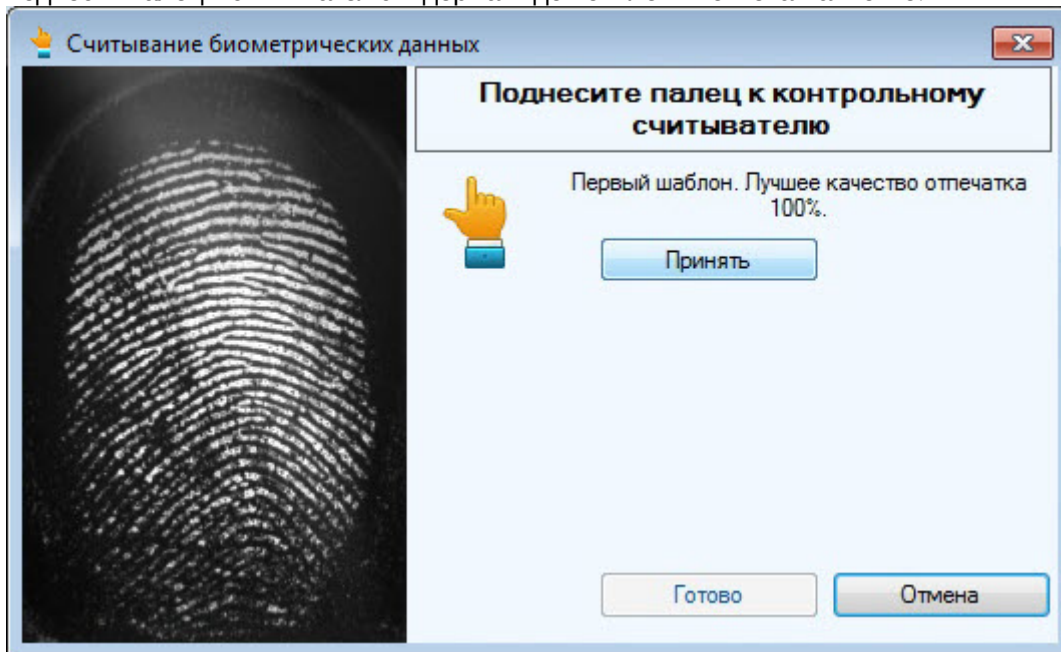 Считывание биометрических данных
Поднесите палец к контрольному
считывателю
Первый шаблон. Лучшее качество отпечатка
100%.
Принять
Готово
Отмена